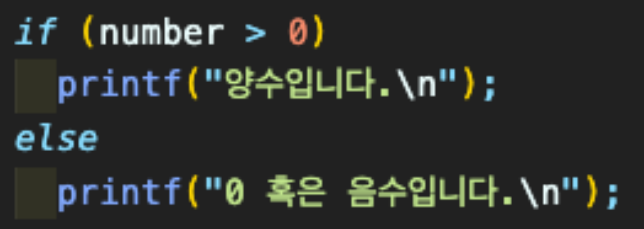 if (number > 0)
  printf("양수입니다.\n");
else
  printf("0 혹은 음수입니다.\n");